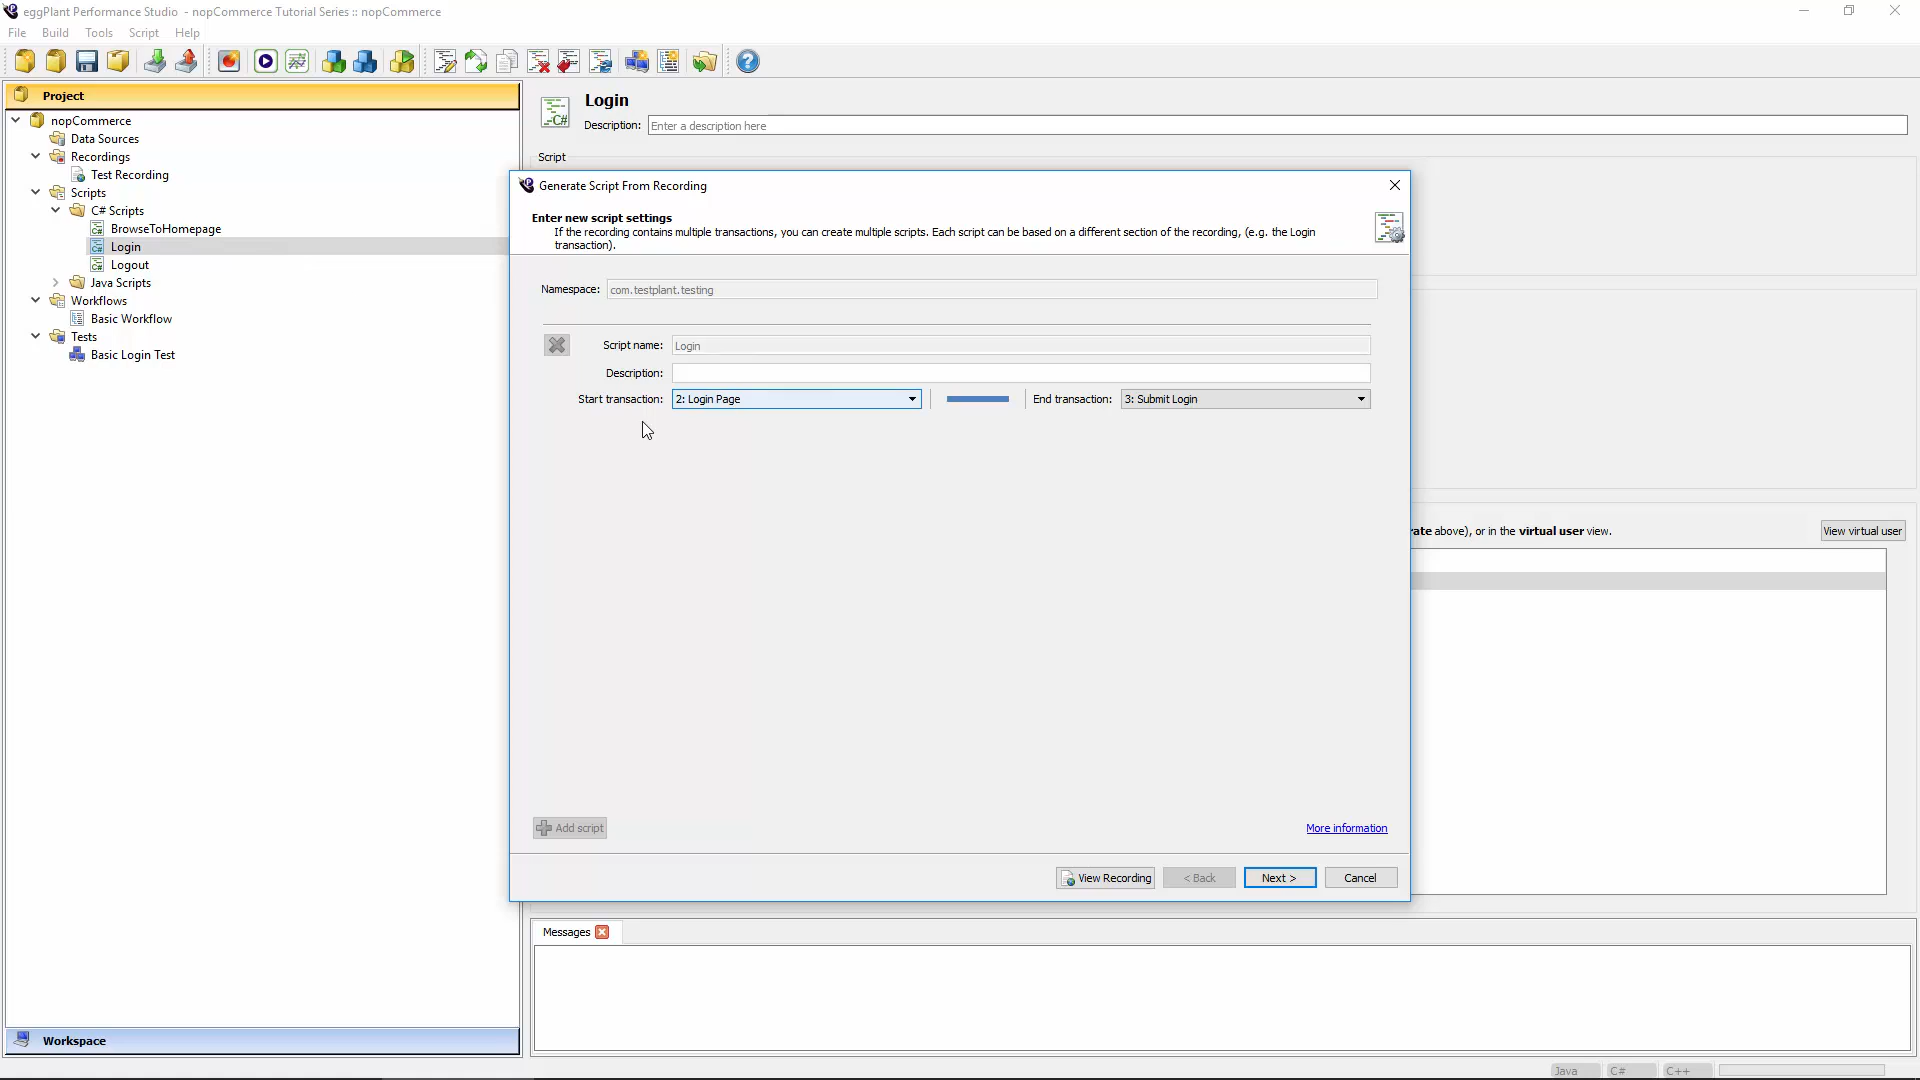 eggPlant Performance Studio - nopCommerce Tutorial Series :: nopCommerce
File Build Tools Script Help
Project
nopCommerce
Data Sources
Recordings
Test Recording
Scripts
C# Scripts
BrowseToHomepage
Login
Logout
Java Scripts
Workflows
Basic Workflow
Tests
Basic Login Test
Workspace
Login
Description: Enter a description here
Script
Generate Script From Recording
Enter new script settings
If the recording contains multiple transactions, you can create multiple scripts. Each script can be based on a different section of the recording, (e.g. the Login
transaction).
Namespace: com.testplant.testing
Script name: Login
Description:
Start transaction: 2: Login Page End transaction: 3: Submit Login
Add script More information
View Recording < Back Next > Cancel
rate above), or in the virtual user view. View virtual user
Messages
Java C# C++